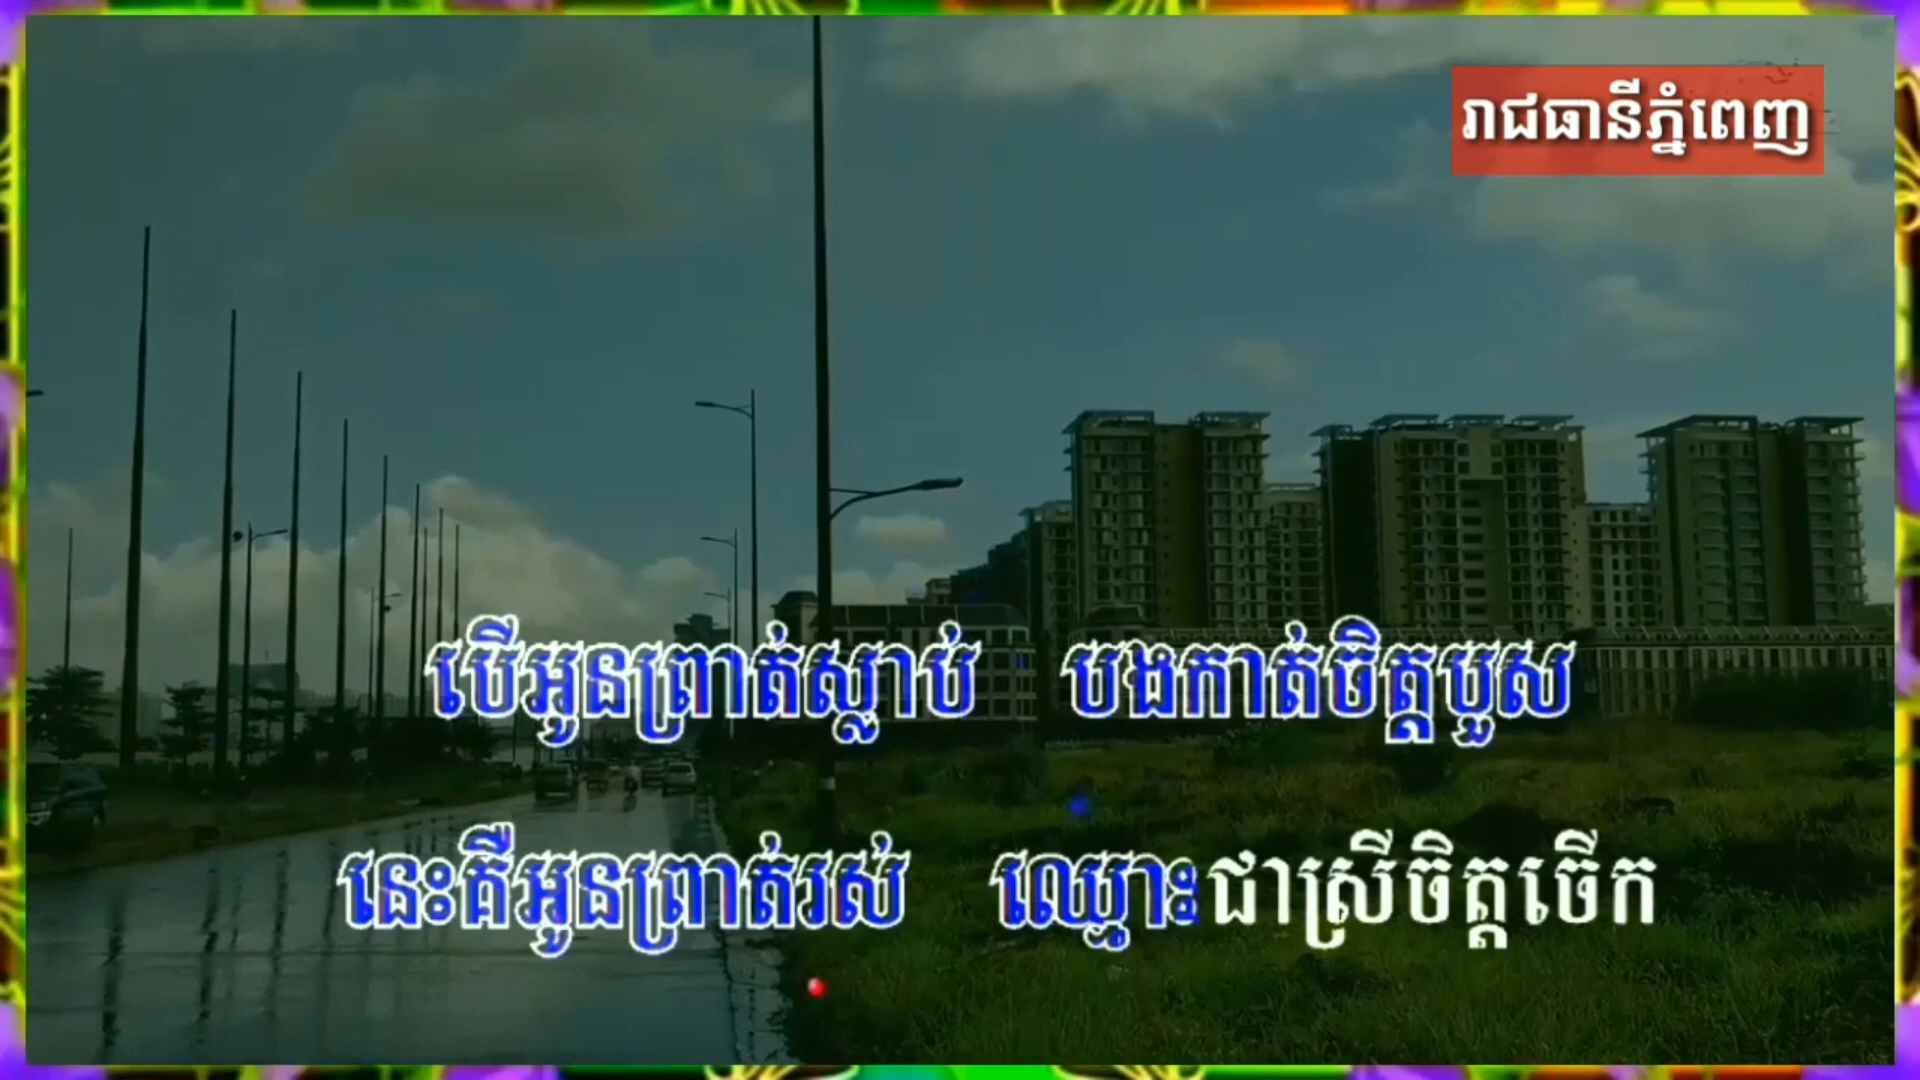 រាជធានីភ្នំពេញ
បើអូនព្រាត់ស្លាប់ បងកាត់ចិត្តបួស
នេះគឺអូនព្រាត់រស់ ឈ្មោះជាស្រីចិត្តចើក